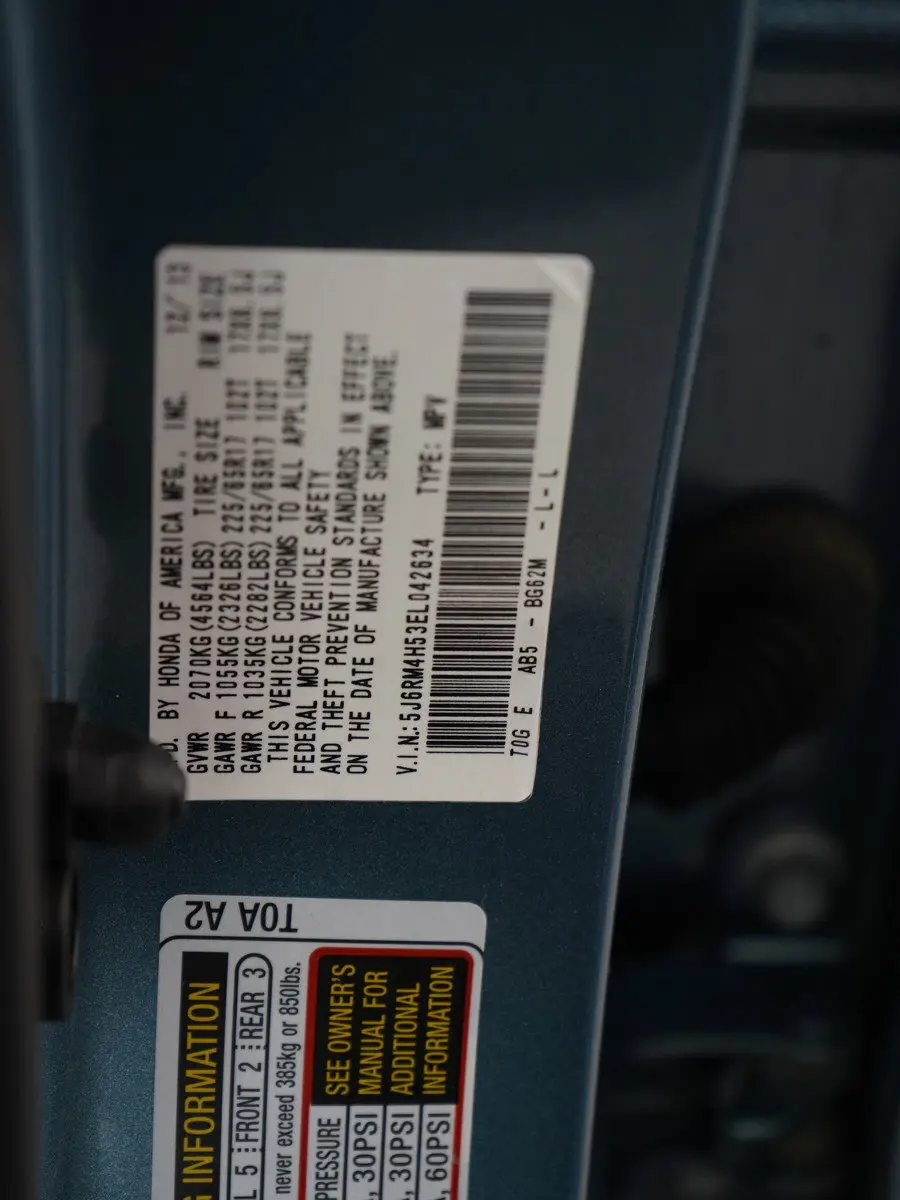 D. BY HONDA OF AMERICA MFG., INC. 12/ 13
GVWR 2070KG(4564LBS) TIRE SIZE RIM SIZE
GAWR F 1055KG(2326LBS) 225/65R17 102T 17X6.5J
GAWR R 1035KG(2282LBS) 225/65R17 102T 17X6.5J
THIS VEHICLE CONFORMS TO ALL APPLICABLE
FEDERAL MOTOR VEHICLE SAFETY
AND THEFT PREVENTION STANDARDS IN EFFECT
ON THE DATE OF MANUFACTURE SHOWN ABOVE.
V.I.N.: 5J6RM4H53EL042634 TYPE: MPV
T0G E AB5 - BG62M - L- L
T0A A2
G INFORMATION
L 5 FRONT 2 REAR 3
never exceed 385kg or 850lbs.
PRESSURE
, 30PSI
, 30PSI
, 60PSI
SEE OWNER'S
MANUAL FOR
ADDITIONAL
INFORMATION